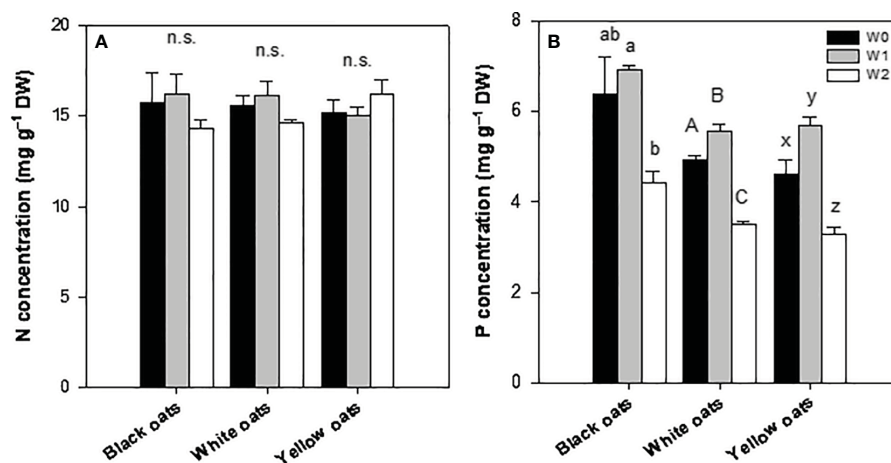 A
N concentration (mg g⁻¹ DW)
20
15
10
5
0
n.s.
n.s.
n.s.
Black oats
White oats
Yellow oats
B
P concentration (mg g⁻¹ DW)
8
6
4
2
0
ab
a
b
A
B
C
x
y
z
W0
W1
W2
Black oats
White oats
Yellow oats